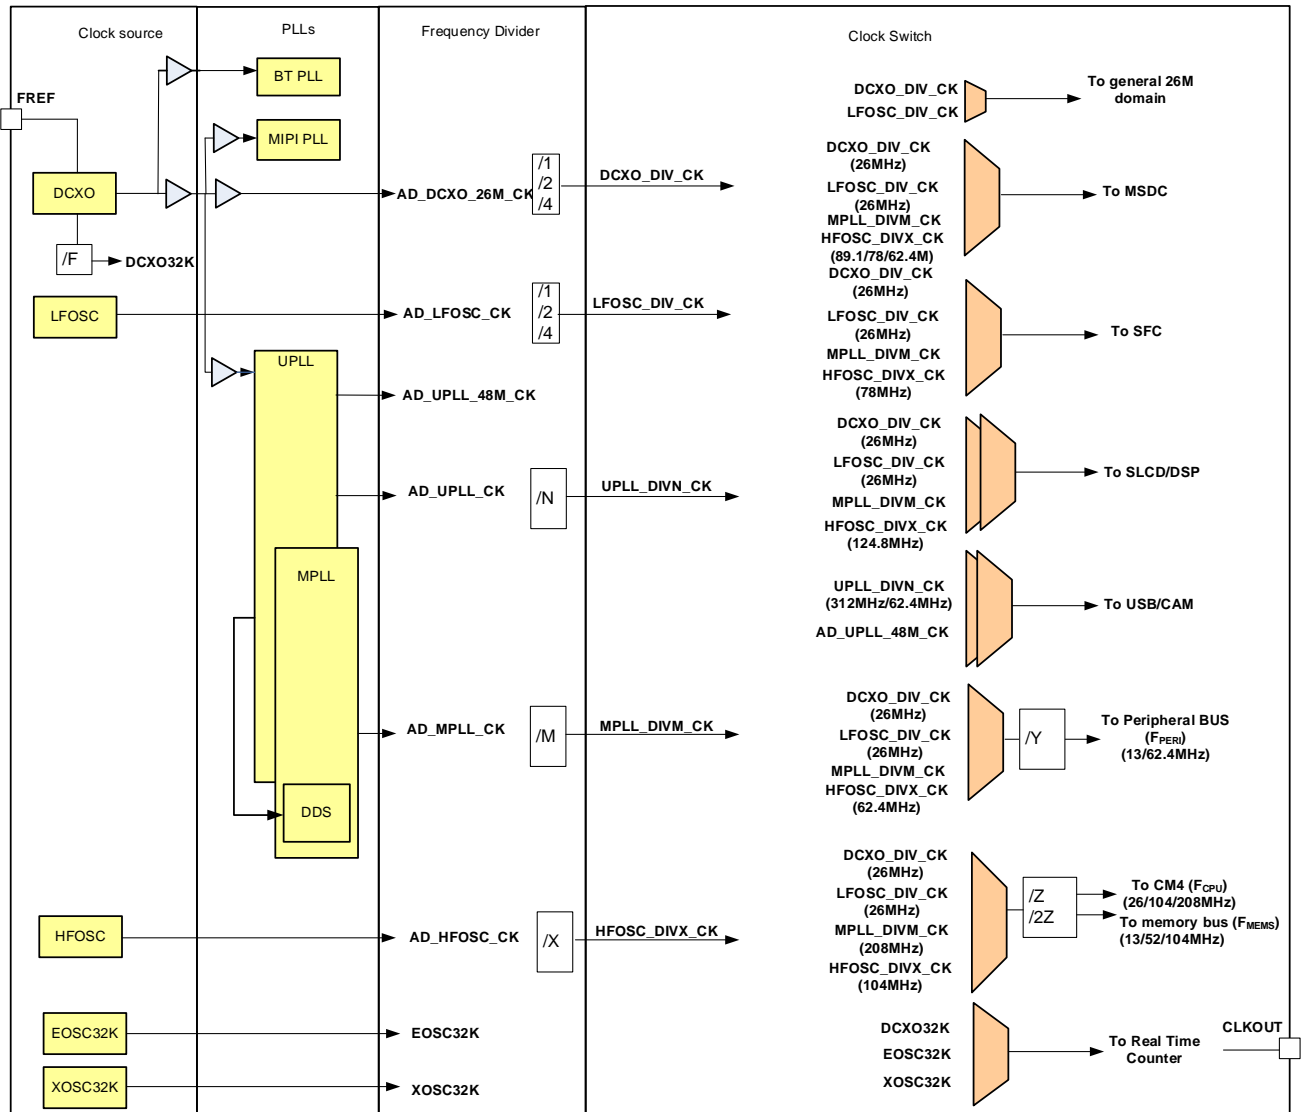 Clock source
PLLs
Frequency Divider
Clock Switch
FREF
DCXO
/F
DCXO32K
LFOSC
HFOSC
EOSC32K
XOSC32K
BT PLL
MIPI PLL
UPLL
MPLL
DDS
AD_DCXO_26M_CK
/1
/2
/4
DCXO_DIV_CK
AD_LFOSC_CK
/1
/2
/4
LFOSC_DIV_CK
AD_UPLL_48M_CK
AD_UPLL_CK
/N
UPLL_DIVN_CK
AD_MPLL_CK
/M
MPLL_DIVM_CK
AD_HFOSC_CK
/X
HFOSC_DIVX_CK
EOSC32K
XOSC32K
DCXO_DIV_CK
LFOSC_DIV_CK
To general 26M
domain
DCXO_DIV_CK
(26MHz)
LFOSC_DIV_CK
(26MHz)
MPLL_DIVM_CK
HFOSC_DIVX_CK
(89.1/78/62.4M)
To MSDC
DCXO_DIV_CK
(26MHz)
LFOSC_DIV_CK
(26MHz)
MPLL_DIVM_CK
HFOSC_DIVX_CK
(78MHz)
To SFC
DCXO_DIV_CK
(26MHz)
LFOSC_DIV_CK
(26MHz)
MPLL_DIVM_CK
HFOSC_DIVX_CK
(124.8MHz)
To SLCD/DSP
UPLL_DIVN_CK
(312MHz/62.4MHz)
AD_UPLL_48M_CK
To USB/CAM
DCXO_DIV_CK
(26MHz)
LFOSC_DIV_CK
(26MHz)
MPLL_DIVM_CK
HFOSC_DIVX_CK
(62.4MHz)
/Y
To Peripheral BUS
(FPERI)
(13/62.4MHz)
DCXO_DIV_CK
(26MHz)
LFOSC_DIV_CK
(26MHz)
MPLL_DIVM_CK
(208MHz)
HFOSC_DIVX_CK
(104MHz)
/Z
/2Z
To CM4 (FCPU)
(26/104/208MHz)
To memory bus (FMEMS)
(13/52/104MHz)
DCXO32K
EOSC32K
XOSC32K
To Real Time
Counter
CLKOUT